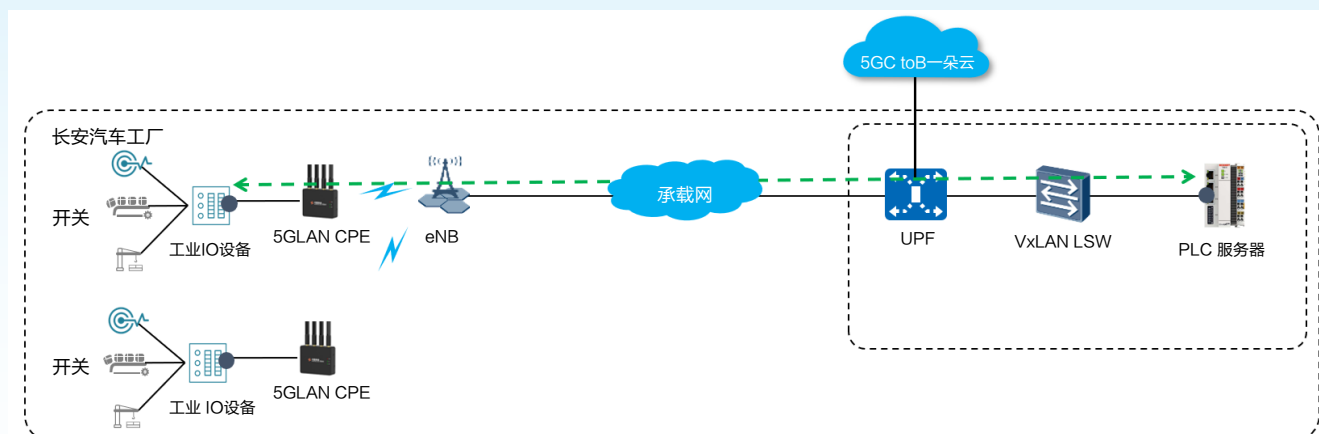 5GC toB一朵云
长安汽车工厂
开关
工业IO设备
5GLAN CPE
eNB
承载网
UPF
VxLAN LSW
PLC 服务器
开关
工业 IO设备
5GLAN CPE